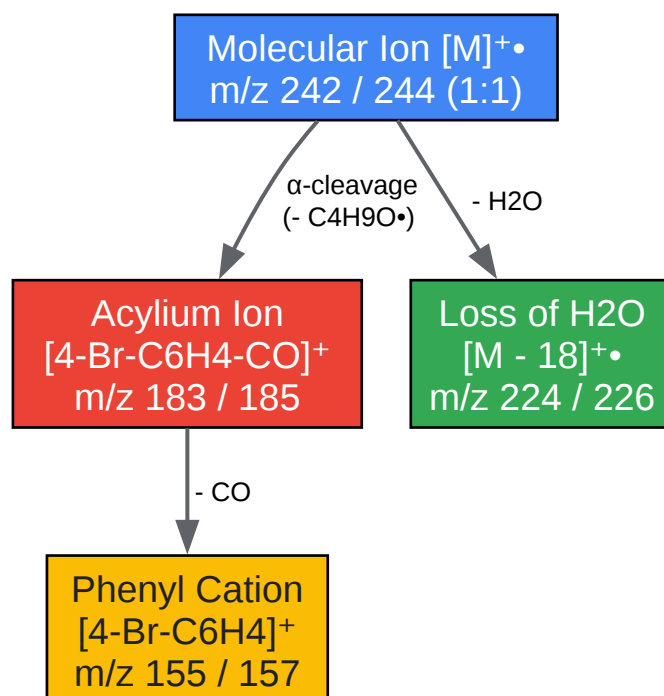 Molecular Ion [M]⁺•
m/z 242 / 244 (1:1)
α-cleavage
(- C4H9O•)
- H2O
Acylium Ion
[4-Br-C6H4-CO]⁺
m/z 183 / 185
Loss of H2O
[M - 18]⁺•
m/z 224 / 226
- CO
Phenyl Cation
[4-Br-C6H4]⁺
m/z 155 / 157